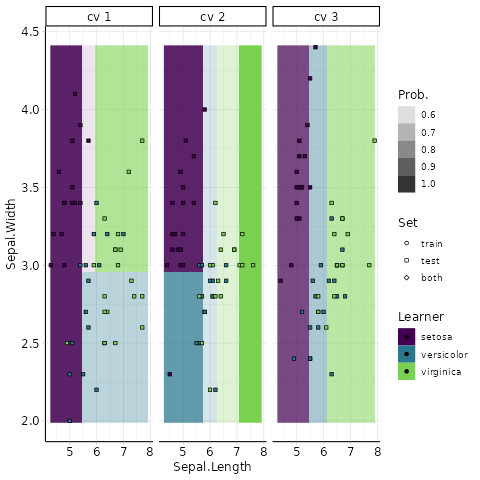 cv 1 cv 2 cv 3
4.5
4.0
3.5
3.0
2.5
2.0
Sepal.Width
5 6 7 8 5 6 7 8 5 6 7 8
Sepal.Length
Prob.
0.6
0.7
0.8
0.9
1.0
Set
train
test
both
Learner
setosa
versicolor
virginica